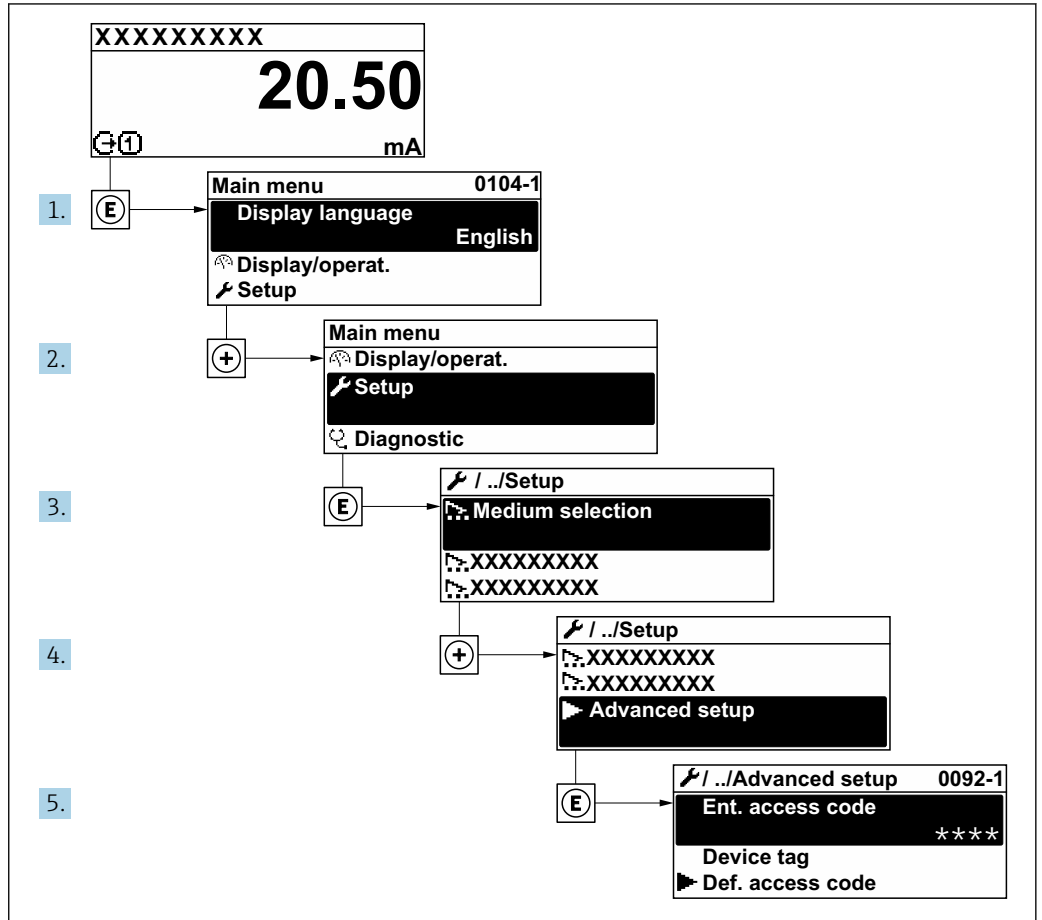 XXXXXXXXX
20.50
① mA
1. E
Main menu 0104-1
Display language
English
Display/operat.
Setup
2. +
Main menu
Display/operat.
Setup
Diagnostic
3. E
/ ../Setup
Medium selection
XXXXXXXXX
XXXXXXXXX
4. +
/ ../Setup
XXXXXXXXX
XXXXXXXXX
Advanced setup
5. E
/ ../Advanced setup 0092-1
Ent. access code
****
Device tag
Def. access code